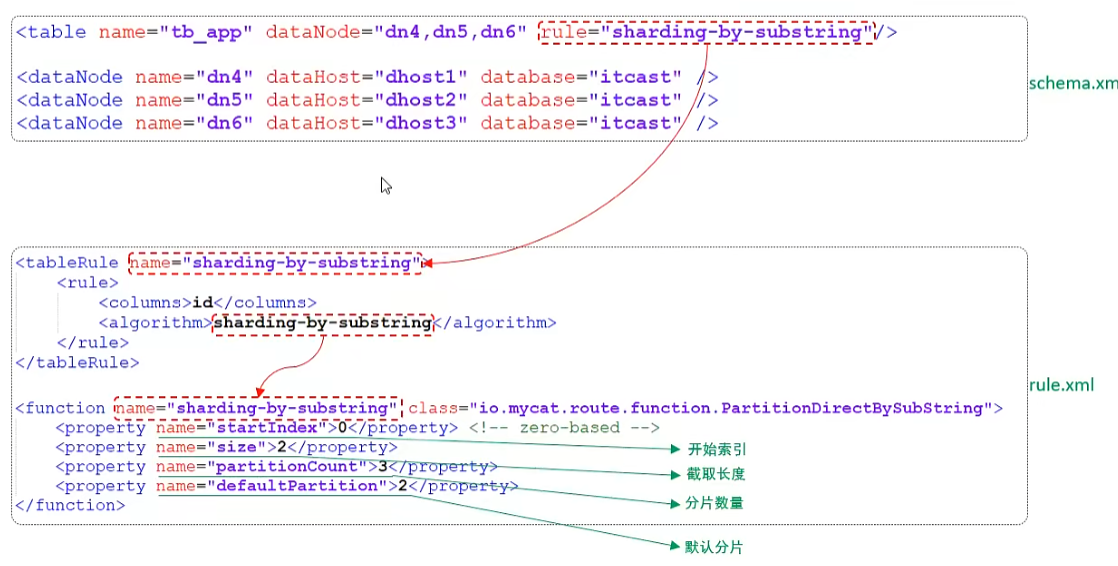 <table name="tb_app" dataNode="dn4,dn5,dn6" rule="sharding-by-substring"/>
<dataNode name="dn4" dataHost="dhost1" database="itcast" />
<dataNode name="dn5" dataHost="dhost2" database="itcast" />
<dataNode name="dn6" dataHost="dhost3" database="itcast" />
schema.xm
<tableRule name="sharding-by-substring">
<rule>
<columns>id</columns>
<algorithm>sharding-by-substring</algorithm>
</rule>
</tableRule>
rule.xml
<function name="sharding-by-substring" class="io.mycat.route.function.PartitionDirectBySubString">
<property name="startIndex">0</property> <!-- zero-based -->
<property name="size">2</property>
开始索引
<property name="partitionCount">3</property>
截取长度
<property name="defaultPartition">2</property>
分片数量
</function>
默认分片